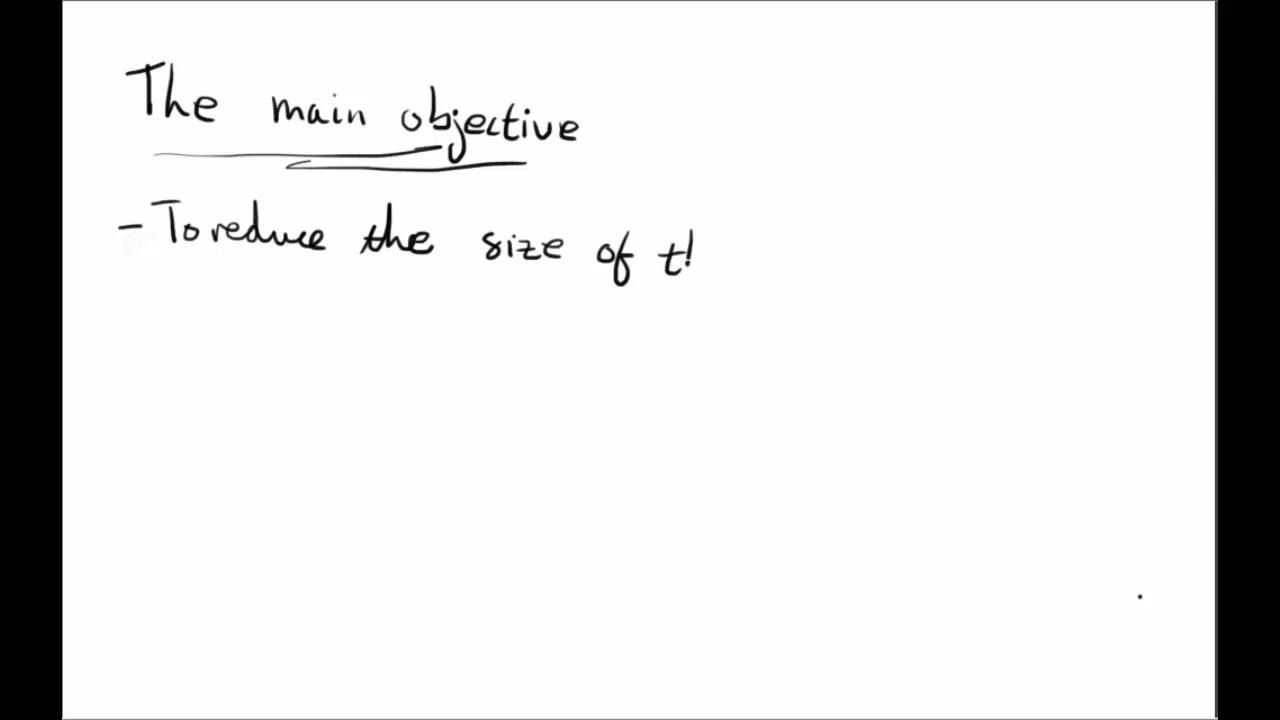 The main objective
- To reduce the size of t